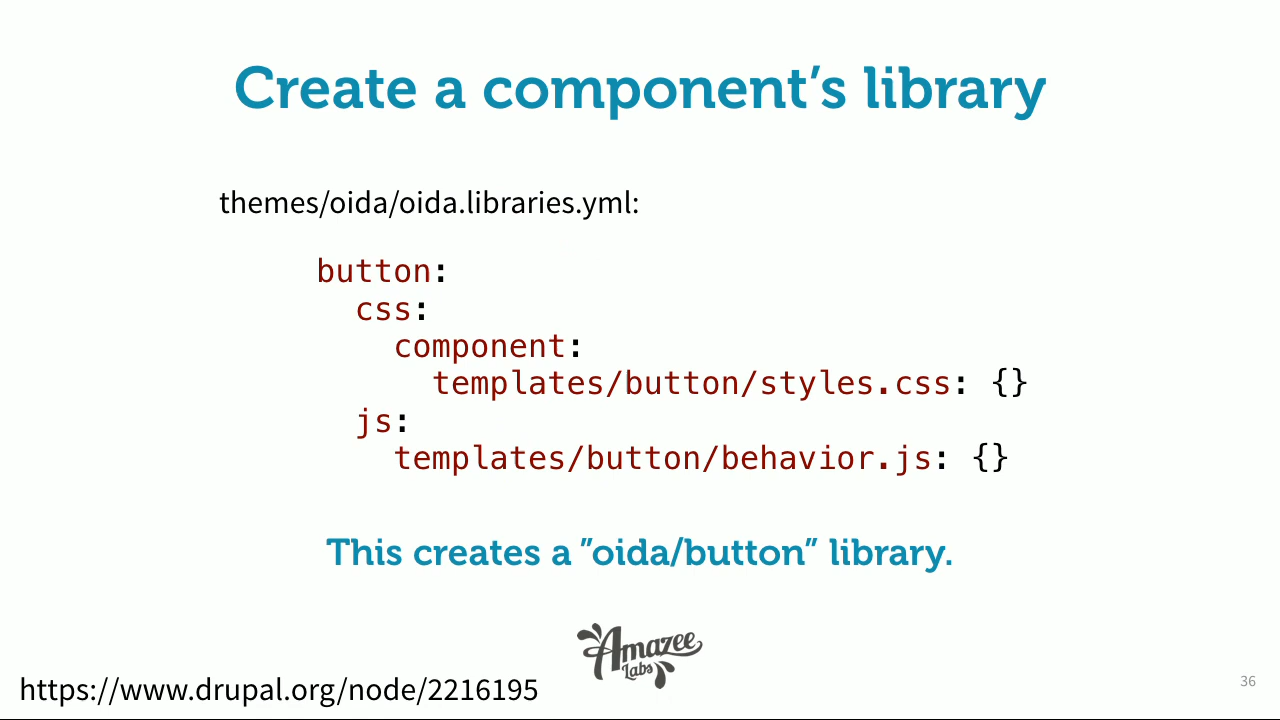 Create a component’s library
themes/oida/oida.libraries.yml:
button:
css:
component:
templates/button/styles.css: {}
js:
templates/button/behavior.js: {}
This creates a ”oida/button” library.
Amazee
Labs
https://www.drupal.org/node/2216195
36